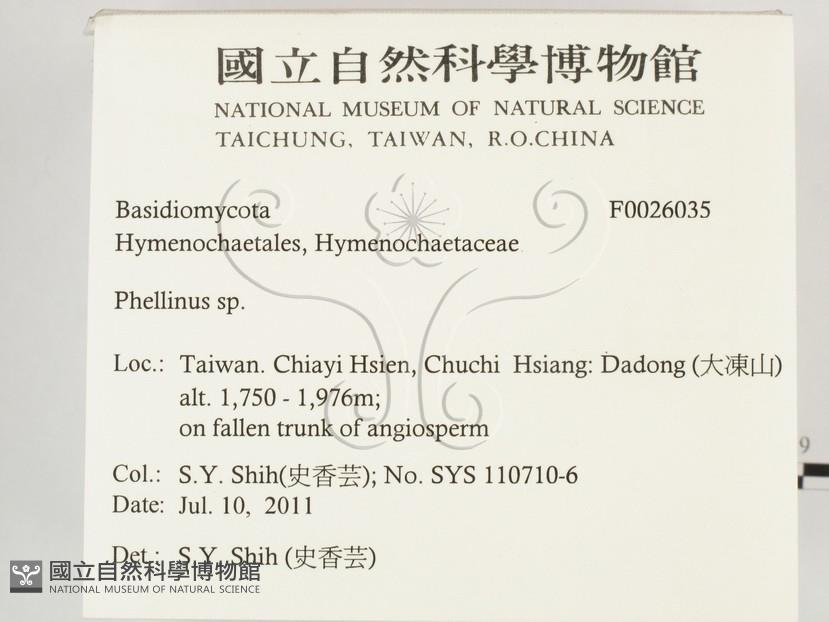 國立自然科學博物館
NATIONAL MUSEUM OF NATURAL SCIENCE
TAICHUNG, TAIWAN, R.O.CHINA
Basidiomycota F0026035
Hymenochaetales, Hymenochaetaceae
Phellinus sp.
Loc.: Taiwan. Chiayi Hsien, Chuchi Hsiang: Dadong (大凍山)
alt. 1,750 - 1,976m;
on fallen trunk of angiosperm
Col.: S.Y. Shih(史香芸); No. SYS 110710-6
Date: Jul. 10, 2011
Det.: S.Y. Shih (史香芸)
國立自然科學博物館
NATIONAL MUSEUM OF NATURAL SCIENCE
9